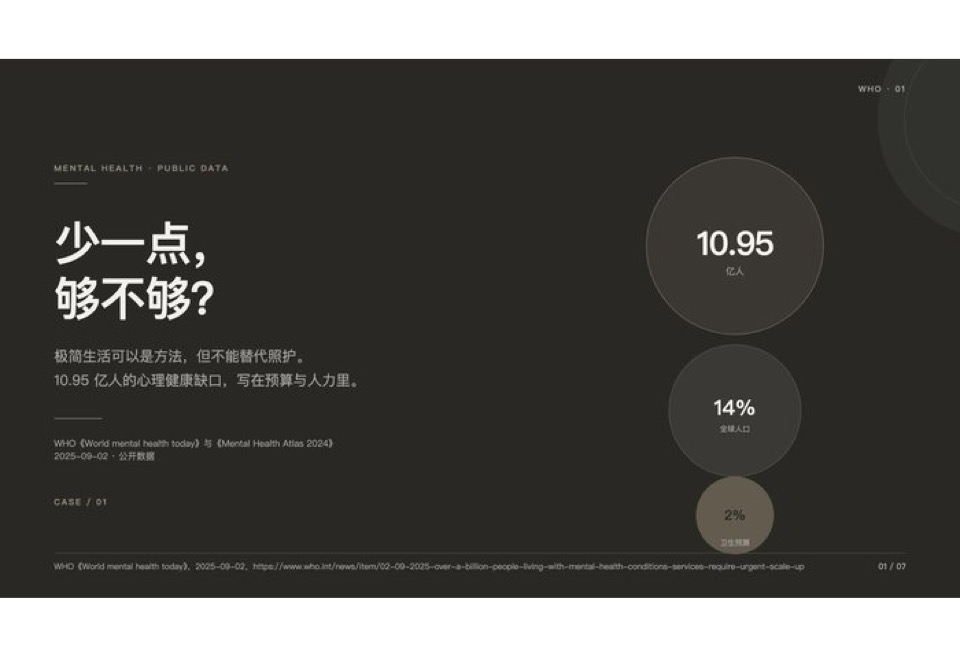 WHO · 01
MENTAL HEALTH · PUBLIC DATA
少一点，
够不够？
极简生活可以是方法，但不能替代照护。
10.95 亿人的心理健康缺口，写在预算与人力里。
WHO《World mental health today》与《Mental Health Atlas 2024》
2025-09-02 · 公开数据
CASE / 01
10.95
亿人
14%
全球人口
2%
卫生预算
WHO《World mental health today》，2025-09-02，https://www.who.int/news/item/02-09-2025-over-a-billion-people-living-with-mental-health-conditions-services-require-urgent-scale-up
01 / 07